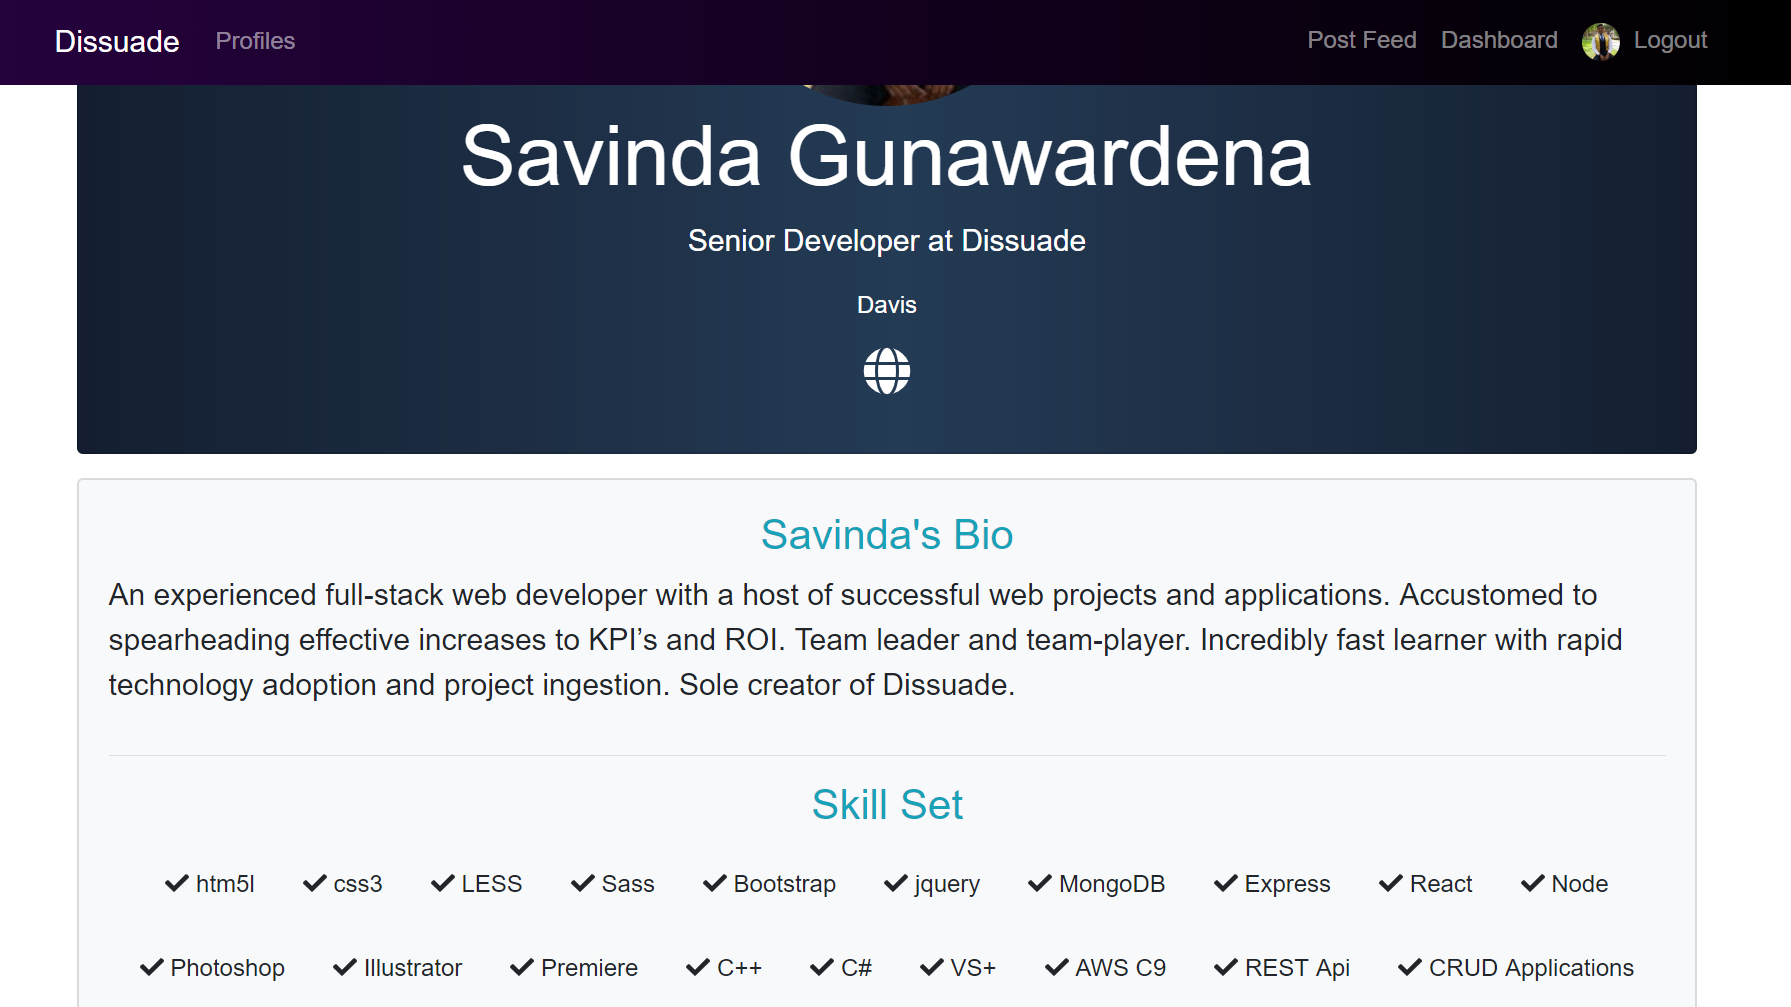 Dissuade Profiles Post Feed Dashboard Logout
Savinda Gunawardena
Senior Developer at Dissuade
Davis
Savinda's Bio
An experienced full-stack web developer with a host of successful web projects and applications. Accustomed to
spearheading effective increases to KPI’s and ROI. Team leader and team-player. Incredibly fast learner with rapid
technology adoption and project ingestion. Sole creator of Dissuade.
Skill Set
htm5l css3 LESS Sass Bootstrap jquery MongoDB Express React Node
Photoshop Illustrator Premiere C++ C# VS+ AWS C9 REST Api CRUD Applications